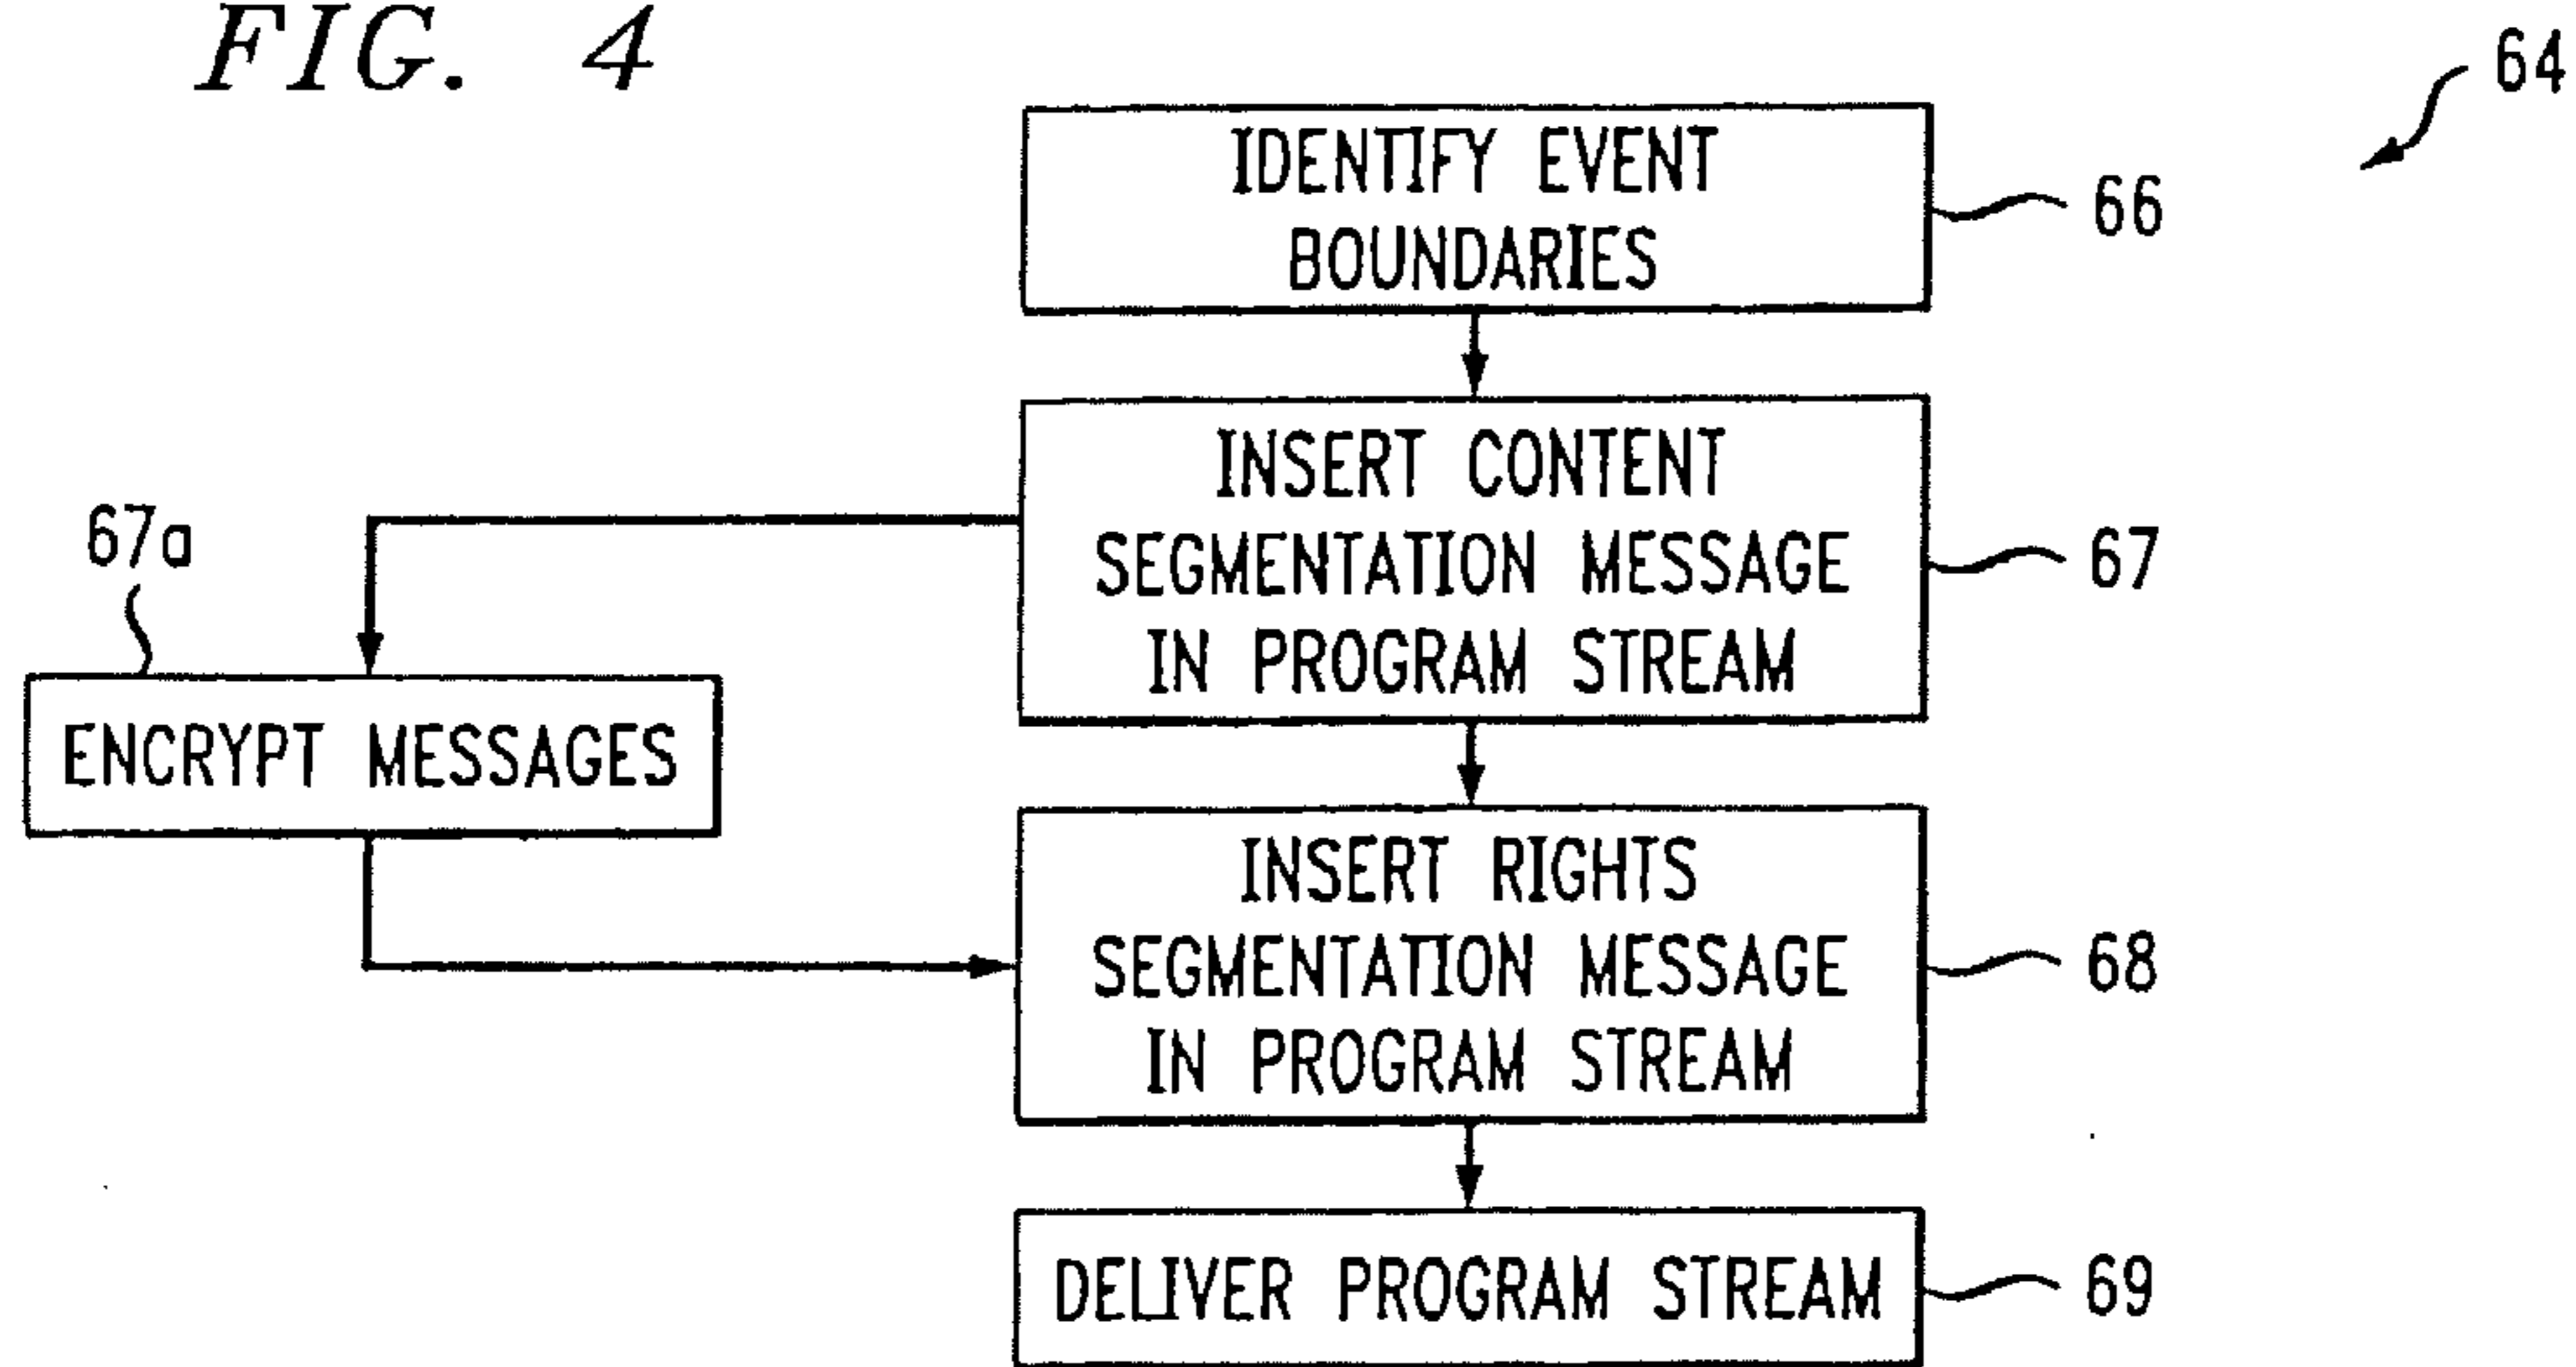 FIG. 4
64
IDENTIFY EVENT
BOUNDARIES
66
INSERT CONTENT
SEGMENTATION MESSAGE
IN PROGRAM STREAM
67
67a
ENCRYPT MESSAGES
INSERT RIGHTS
SEGMENTATION MESSAGE
IN PROGRAM STREAM
68
DELIVER PROGRAM STREAM
69